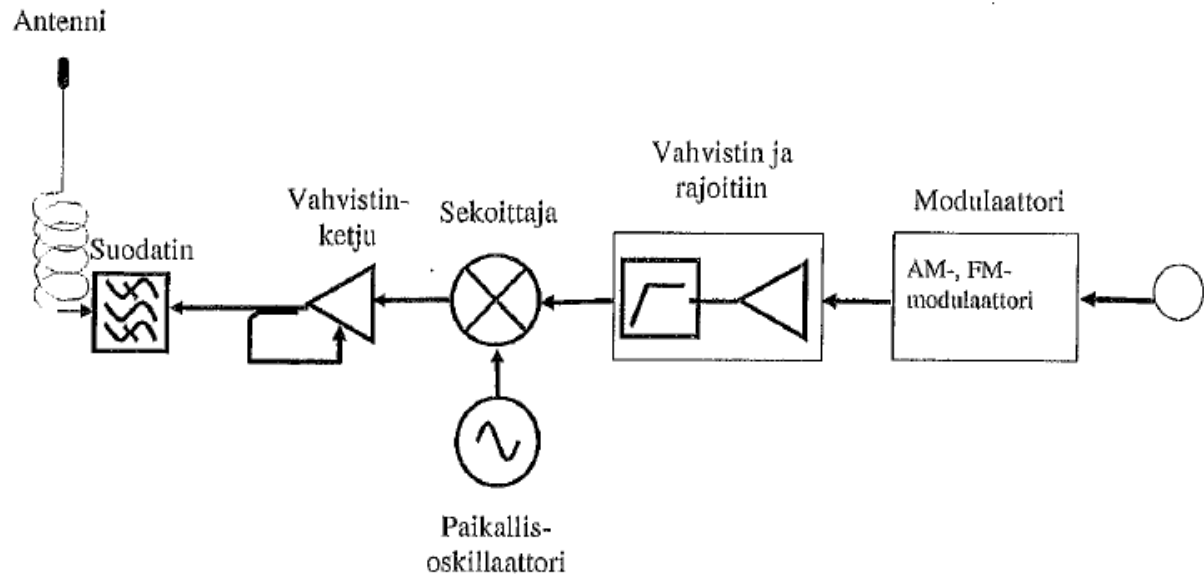 Antenni
Vahvistin ja
rajoitiin
Vahvistin-
ketju
Sekoittaja
Modulaattori
Suodatin
AM-, FM-
modulaattori
Paikallis-
oskillaattori